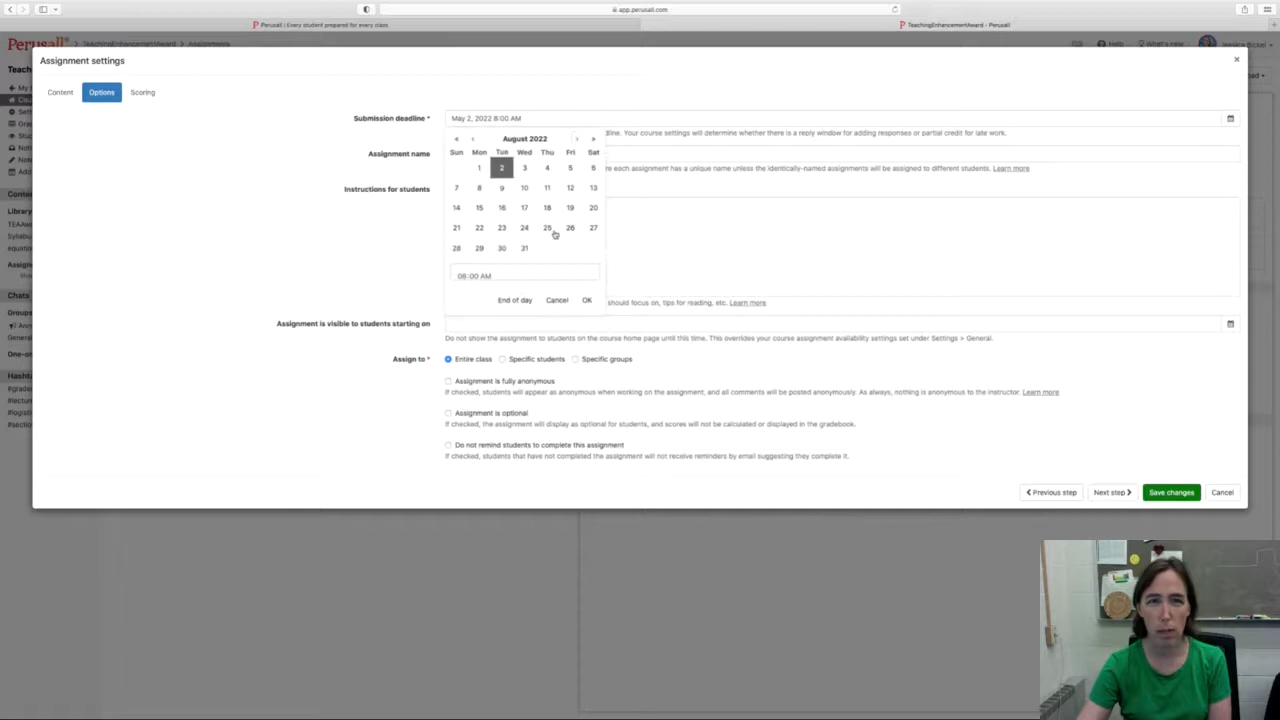 app.perusall.com
Perusall | Every student prepared for every class.
TeachingEnhancementAward - Perusall
Perusall
TeachingEnhancementAward > Assignments
Help
What's new
Assignment settings
×
Content
Options
Scoring
Submission deadline *
May 2, 2022 8:00 AM
dline. Your course settings will determine whether there is a reply window for adding responses or partial credit for late work.
« ‹ August 2022 › »
Sun Mon Tue Wed Thu Fri Sat
1 2 3 4 5 6
7 8 9 10 11 12 13
14 15 16 17 18 19 20
21 22 23 24 25 26 27
28 29 30 31
08:00 AM
End of day Cancel OK
Assignment name
re each assignment has a unique name unless the identically-named assignments will be assigned to different students. Learn more
Instructions for students
should focus on, tips for reading, etc. Learn more
Assignment is visible to students starting on
Do not show the assignment to students on the course home page until this time. This overrides your course assignment availability settings set under Settings > General.
Assign to *
Entire class Specific students Specific groups
Assignment is fully anonymous
If checked, students will appear as anonymous when working on the assignment, and all comments will be posted anonymously. As always, nothing is anonymous to the instructor. Learn more
Assignment is optional
If checked, the assignment will display as optional for students, and scores will not be calculated or displayed in the gradebook.
Do not remind students to complete this assignment
If checked, students that have not completed the assignment will not receive reminders by email suggesting they complete it.
Previous step
Next step
Save changes
Cancel